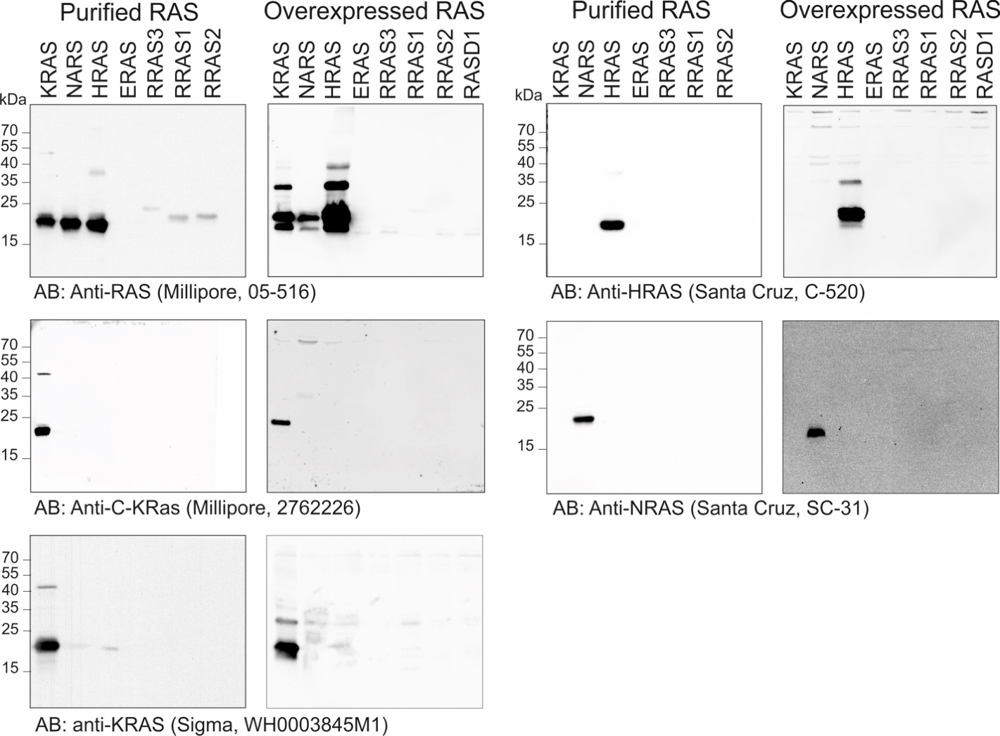 Purified RAS
Overexpressed RAS
Purified RAS
Overexpressed RAS
KRAS
NARS
HRAS
ERAS
RRAS3
RRAS1
RRAS2
KRAS
NARS
HRAS
ERAS
RRAS3
RRAS1
RRAS2
RASD1
KRAS
NARS
HRAS
ERAS
RRAS3
RRAS1
RRAS2
KRAS
NARS
HRAS
ERAS
RRAS3
RRAS1
RRAS2
RASD1
kDa
70
55
40
35
25
15
AB: Anti-RAS (Millipore, 05-516)
kDa
70
55
40
35
25
15
AB: Anti-HRAS (Santa Cruz, C-520)
70
55
40
35
25
15
AB: Anti-C-KRas (Millipore, 2762226)
70
55
40
35
25
15
AB: Anti-NRAS (Santa Cruz, SC-31)
70
55
40
35
25
15
AB: anti-KRAS (Sigma, WH0003845M1)